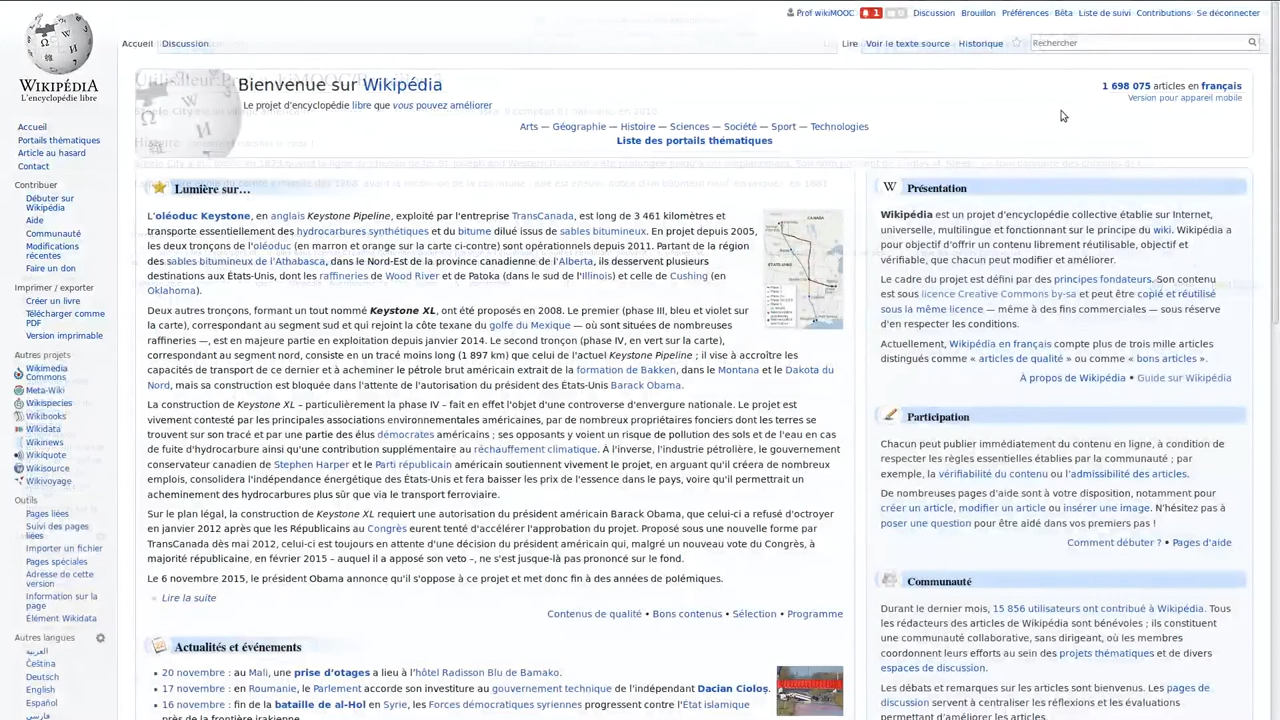 Prof wikiMOOC 1 0 Discussion Brouillon Préférences Bêta Liste de suivi Contributions Se déconnecter
Accueil Discussion Lire Voir le texte source Historique Rechercher
WIKIPÉDIA
L'encyclopédie libre
Accueil
Portails thématiques
Article au hasard
Contact
Contribuer
Débuter sur
Wikipédia
Aide
Communauté
Modifications
récentes
Faire un don
Imprimer / exporter
Créer un livre
Télécharger comme
PDF
Version imprimable
Autres projets
Wikimedia
Commons
Meta-Wiki
Wikispecies
Wikibooks
Wikidata
Wikinews
Wikiquote
Wikisource
Wikivoyage
Outils
Pages liées
Suivi des pages
liées
Importer un fichier
Pages spéciales
Adresse de cette
version
Information sur la
page
Élément Wikidata
Autres langues
العربية
Čeština
Deutsch
English
Español
فارسی
Bienvenue sur Wikipédia
Le projet d'encyclopédie libre que vous pouvez améliorer
1 698 075 articles en français
Version pour appareil mobile
Arts — Géographie — Histoire — Sciences — Société — Sport — Technologies
Liste des portails thématiques
Lumière sur…
L'oléoduc Keystone, en anglais Keystone Pipeline, exploité par l'entreprise TransCanada, est long de 3 461 kilomètres et
transporte essentiellement des hydrocarbures synthétiques et du bitume dilué issus de sables bitumineux. En projet depuis 2005,
les deux tronçons de l'oléoduc (en marron et orange sur la carte ci-contre) sont opérationnels depuis 2011. Partant de la région
des sables bitumineux de l'Athabasca, dans le Nord-Est de la province canadienne de l'Alberta, ils desservent plusieurs
destinations aux États-Unis, dont les raffineries de Wood River et de Patoka (dans le sud de l'Illinois) et celle de Cushing (en
Oklahoma).
Deux autres tronçons, formant un tout nommé Keystone XL, ont été proposés en 2008. Le premier (phase III, bleu et violet sur
la carte), correspondant au segment sud et qui rejoint la côte texane du golfe du Mexique — où sont situées de nombreuses
raffineries —, est en majeure partie en exploitation depuis janvier 2014. Le second tronçon (phase IV, en vert sur la carte),
correspondant au segment nord, consiste en un tracé moins long (1 897 km) que celui de l'actuel Keystone Pipeline ; il vise à accroître les
capacités de transport de ce dernier et à acheminer le pétrole brut américain extrait de la formation de Bakken, dans le Montana et le Dakota du
Nord, mais sa construction est bloquée dans l'attente de l'autorisation du président des États-Unis Barack Obama.
La construction de Keystone XL – particulièrement la phase IV – fait en effet l'objet d'une controverse d'envergure nationale. Le projet est
vivement contesté par les principales associations environnementales américaines, par de nombreux propriétaires fonciers dont les terres se
trouvent sur son tracé et par une partie des élus démocrates américains ; ses opposants y voient un risque de pollution des sols et de l'eau en cas
de fuite d'hydrocarbure ainsi qu'une contribution supplémentaire au réchauffement climatique. À l'inverse, l'industrie pétrolière, le gouvernement
conservateur canadien de Stephen Harper et le Parti républicain américain soutiennent vivement le projet, en arguant qu'il créera de nombreux
emplois, consolidera l'indépendance énergétique des États-Unis et fera baisser les prix de l'essence dans le pays, voire qu'il permettrait un
acheminement des hydrocarbures plus sûr que via le transport ferroviaire.
Sur le plan légal, la construction de Keystone XL requiert une autorisation du président américain Barack Obama, que celui-ci a refusé d'octroyer
en janvier 2012 après que les Républicains au Congrès eurent tenté d'accélérer l'approbation du projet. Proposé sous une nouvelle forme par
TransCanada dès mai 2012, celui-ci est toujours en attente d'une décision du président américain qui, malgré un nouveau vote du Congrès, à
majorité républicaine, en février 2015 – auquel il a apposé son veto –, ne s'est jusque-là pas prononcé sur le fond.
Le 6 novembre 2015, le président Obama annonce qu'il s'oppose à ce projet et met donc fin à des années de polémiques.
Lire la suite
Contenus de qualité • Bons contenus • Sélection • Programme
Actualités et événements
20 novembre : au Mali, une prise d'otages a lieu à l'hôtel Radisson Blu de Bamako.
17 novembre : en Roumanie, le Parlement accorde son investiture au gouvernement technique de l'indépendant Dacian Cioloș.
16 novembre : fin de la bataille de al-Hol en Syrie, les Forces démocratiques syriennes progressent contre l'État islamique
près de la frontière irakienne.
Présentation
Wikipédia est un projet d'encyclopédie collective établie sur Internet,
universelle, multilingue et fonctionnant sur le principe du wiki. Wikipédia a
pour objectif d'offrir un contenu librement réutilisable, objectif et
vérifiable, que chacun peut modifier et améliorer.
Le cadre du projet est défini par des principes fondateurs. Son contenu
est sous licence Creative Commons by-sa et peut être copié et réutilisé
sous la même licence — même à des fins commerciales — sous réserve
d'en respecter les conditions.
Actuellement, Wikipédia en français compte plus de trois mille articles
distingués comme « articles de qualité » ou comme « bons articles ».
À propos de Wikipédia • Guide sur Wikipédia
Participation
Chacun peut publier immédiatement du contenu en ligne, à condition de
respecter les règles essentielles établies par la communauté ; par
exemple, la vérifiabilité du contenu ou l'admissibilité des articles.
De nombreuses pages d'aide sont à votre disposition, notamment pour
créer un article, modifier un article ou insérer une image. N'hésitez pas à
poser une question pour être aidé dans vos premiers pas !
Comment débuter ? • Pages d'aide
Communauté
Durant le dernier mois, 15 856 utilisateurs ont contribué à Wikipédia. Tous
les rédacteurs des articles de Wikipédia sont bénévoles ; ils constituent
une communauté collaborative, sans dirigeant, où les membres
coordonnent leurs efforts au sein des projets thématiques et de divers
espaces de discussion.
Les débats et remarques sur les articles sont bienvenus. Les pages de
discussion servent à centraliser les réflexions et les évaluations
permettant d'améliorer les articles.